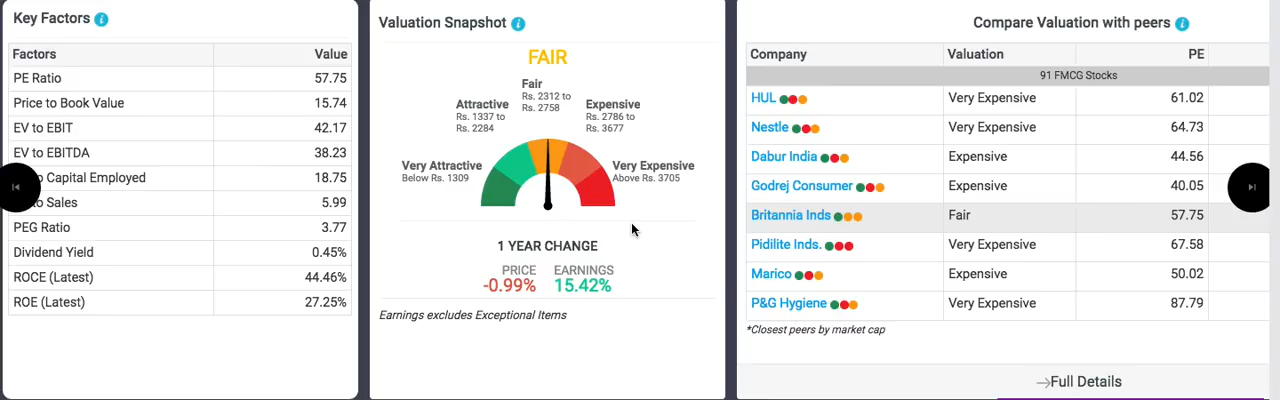 Key Factors
Factors Value
PE Ratio 57.75
Price to Book Value 15.74
EV to EBIT 42.17
EV to EBITDA 38.23
Capital Employed 18.75
Sales 5.99
PEG Ratio 3.77
Dividend Yield 0.45%
ROCE (Latest) 44.46%
ROE (Latest) 27.25%
Valuation Snapshot
FAIR
Fair
Rs. 2312 to
Rs. 2758
Attractive
Rs. 1337 to
Rs. 2284
Expensive
Rs. 2786 to
Rs. 3677
Very Attractive
Below Rs. 1309
Very Expensive
Above Rs. 3705
1 YEAR CHANGE
PRICE EARNINGS
-0.99% 15.42%
Earnings excludes Exceptional Items
Compare Valuation with peers
Company Valuation PE
91 FMCG Stocks
HUL Very Expensive 61.02
Nestle Very Expensive 64.73
Dabur India Expensive 44.56
Godrej Consumer Expensive 40.05
Britannia Inds Fair 57.75
Pidilite Inds. Very Expensive 67.58
Marico Expensive 50.02
P&G Hygiene Very Expensive 87.79
*Closest peers by market cap
→Full Details